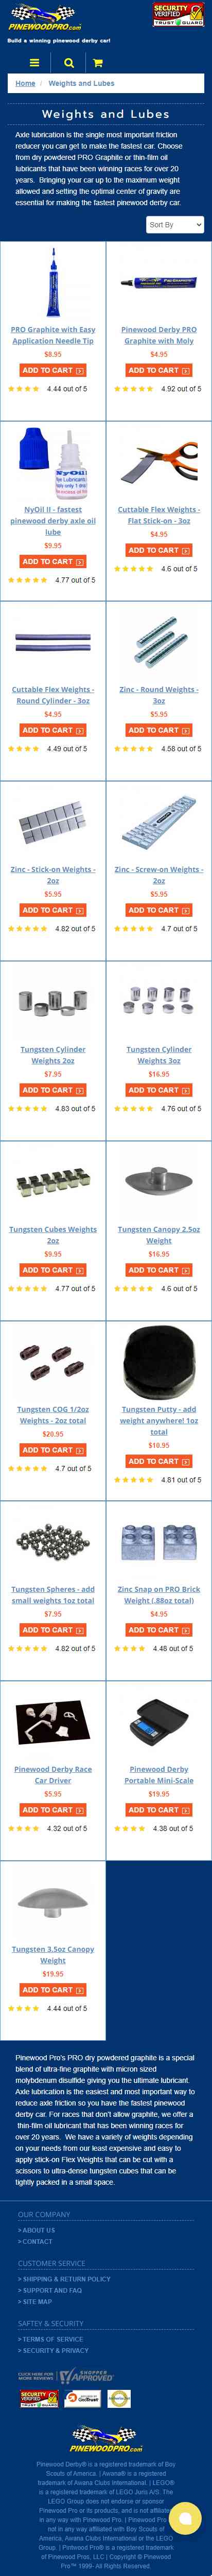 PINEWOODPRO.com
SECURITY
VERIFIED
TRUST GUARD
Build a winning pinewood derby car!
Home / Weights and Lubes
Weights and Lubes
Axle lubrication is the single most important friction
reducer you can get to make the fastest car. Choose
from dry powdered PRO Graphite or thin-film oil
lubricants that have been winning races for over 20
years. Bringing your car up to the maximum weight
allowed and setting the optimal center of gravity are
essential for making the fastest pinewood derby car.
Sort By
PRO Graphite with Easy
Application Needle Tip
$8.95
ADD TO CART
4.44 out of 5
Pinewood Derby PRO
Graphite with Moly
$4.95
ADD TO CART
4.92 out of 5
NyOil
NyOil II - fastest
pinewood derby axle oil
lube
$9.95
ADD TO CART
4.77 out of 5
Cuttable Flex Weights -
Flat Stick-on - 3oz
$4.95
ADD TO CART
4.6 out of 5
Cuttable Flex Weights -
Round Cylinder - 3oz
$4.95
ADD TO CART
4.49 out of 5
Zinc - Round Weights -
3oz
$5.95
ADD TO CART
4.58 out of 5
Zinc - Stick-on Weights -
2oz
$5.95
ADD TO CART
4.82 out of 5
Zinc - Screw-on Weights -
2oz
$5.95
ADD TO CART
4.7 out of 5
Tungsten Cylinder
Weights 2oz
$7.95
ADD TO CART
4.83 out of 5
Tungsten Cylinder
Weights 3oz
$16.95
ADD TO CART
4.76 out of 5
Tungsten Cubes Weights
2oz
$9.95
ADD TO CART
4.77 out of 5
Tungsten Canopy 2.5oz
Weight
$16.95
ADD TO CART
4.6 out of 5
Tungsten COG 1/2oz
Weights - 2oz total
$20.95
ADD TO CART
4.7 out of 5
Tungsten Putty - add
weight anywhere! 1oz
total
$10.95
ADD TO CART
4.81 out of 5
Tungsten Spheres - add
small weights 1oz total
$7.95
ADD TO CART
4.82 out of 5
Zinc Snap on PRO Brick
Weight (.88oz total)
$4.95
ADD TO CART
4.48 out of 5
Pinewood Derby Race
Car Driver
$5.95
ADD TO CART
4.32 out of 5
Pinewood Derby
Portable Mini-Scale
$19.95
ADD TO CART
4.38 out of 5
Tungsten 3.5oz Canopy
Weight
$19.95
ADD TO CART
4.44 out of 5
Pinewood Pro's PRO dry powdered graphite is a special
blend of ultra-fine graphite with micron sized
molybdenum disulfide giving you the ultimate lubricant.
Axle lubrication is the easiest and most important way to
reduce axle friction so you have the fastest pinewood
derby car. For races that don't allow graphite, we offer a
thin-film oil lubricant that has been winning races for
over 20 years. We have a variety of weights depending
on your needs from our least expensive and easy to
apply stick-on Flex Weights that can be cut with a
scissors to ultra-dense tungsten cubes that can be
tightly packed in a small space.
OUR COMPANY
> ABOUT US
> CONTACT
CUSTOMER SERVICE
> SHIPPING & RETURN POLICY
> SUPPORT AND FAQ
> SITE MAP
SAFTEY & SECURITY
> TERMS OF SERVICE
> SECURITY & PRIVACY
CLICK HERE FOR
MORE REVIEWS
SHOPPER
APPROVED
SECURITY
VERIFIED
TRUST GUARD
GeoTrust
PINEWOODPRO.com
Pinewood Derby® is a registered trademark of Boy
Scouts of America. | Awana® is a registered
trademark of Awana Clubs International. | LEGO®
is a registered trademark of LEGO Juris A/S. The
LEGO Group does not endorse or sponsor
Pinewood Pro or its products, and is not affiliated
in any way with Pinewood Pro. | Pinewood Pro is
not in any way affiliated with Boy Scouts of
America, Awana Clubs International or the LEGO
Group. | Pinewood Pro® is a registered trademark
of Pinewood Pros, LLC | Copyright © Pinewood
Pro™ 1999- All Rights Reserved.